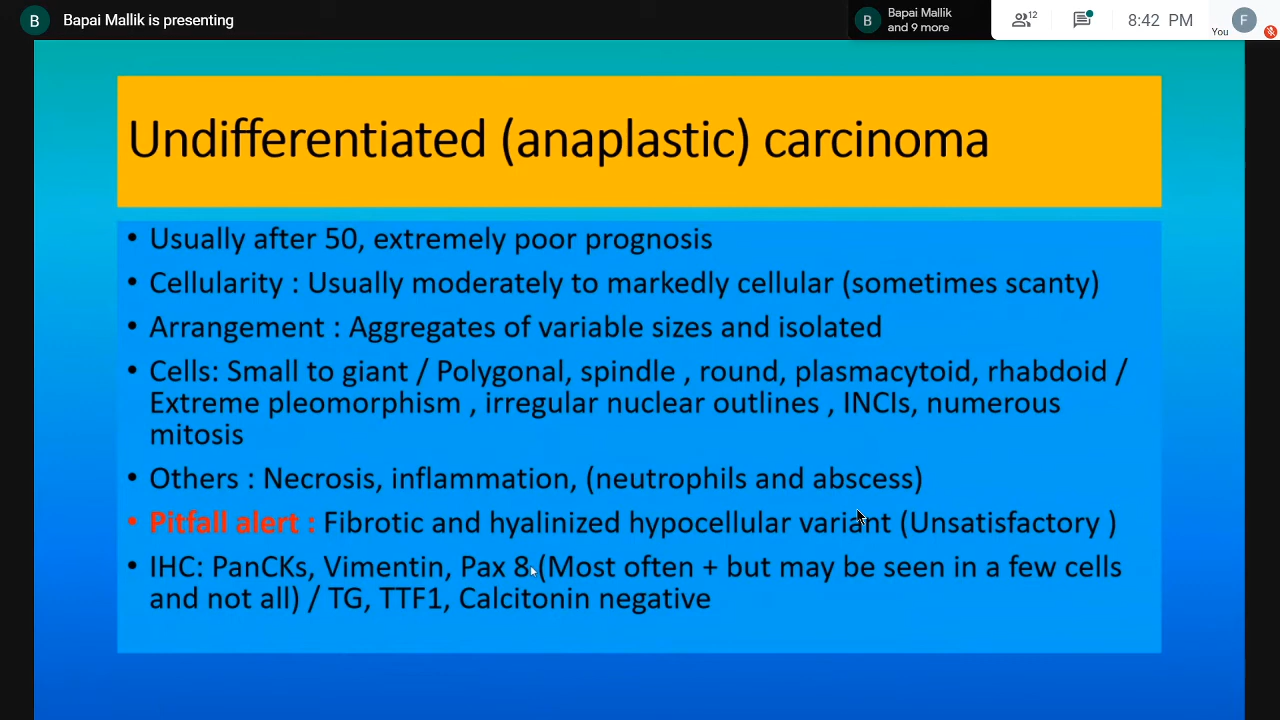 B Bapai Mallik is presenting
B Bapai Mallik
and 9 more
12
8:42 PM
You
F
Undifferentiated (anaplastic) carcinoma
• Usually after 50, extremely poor prognosis
• Cellularity : Usually moderately to markedly cellular (sometimes scanty)
• Arrangement : Aggregates of variable sizes and isolated
• Cells: Small to giant / Polygonal, spindle , round, plasmacytoid, rhabdoid /
Extreme pleomorphism , irregular nuclear outlines , INCIs, numerous
mitosis
• Others : Necrosis, inflammation, (neutrophils and abscess)
• Pitfall alert : Fibrotic and hyalinized hypocellular variant (Unsatisfactory )
• IHC: PanCKs, Vimentin, Pax 8 (Most often + but may be seen in a few cells
and not all) / TG, TTF1, Calcitonin negative